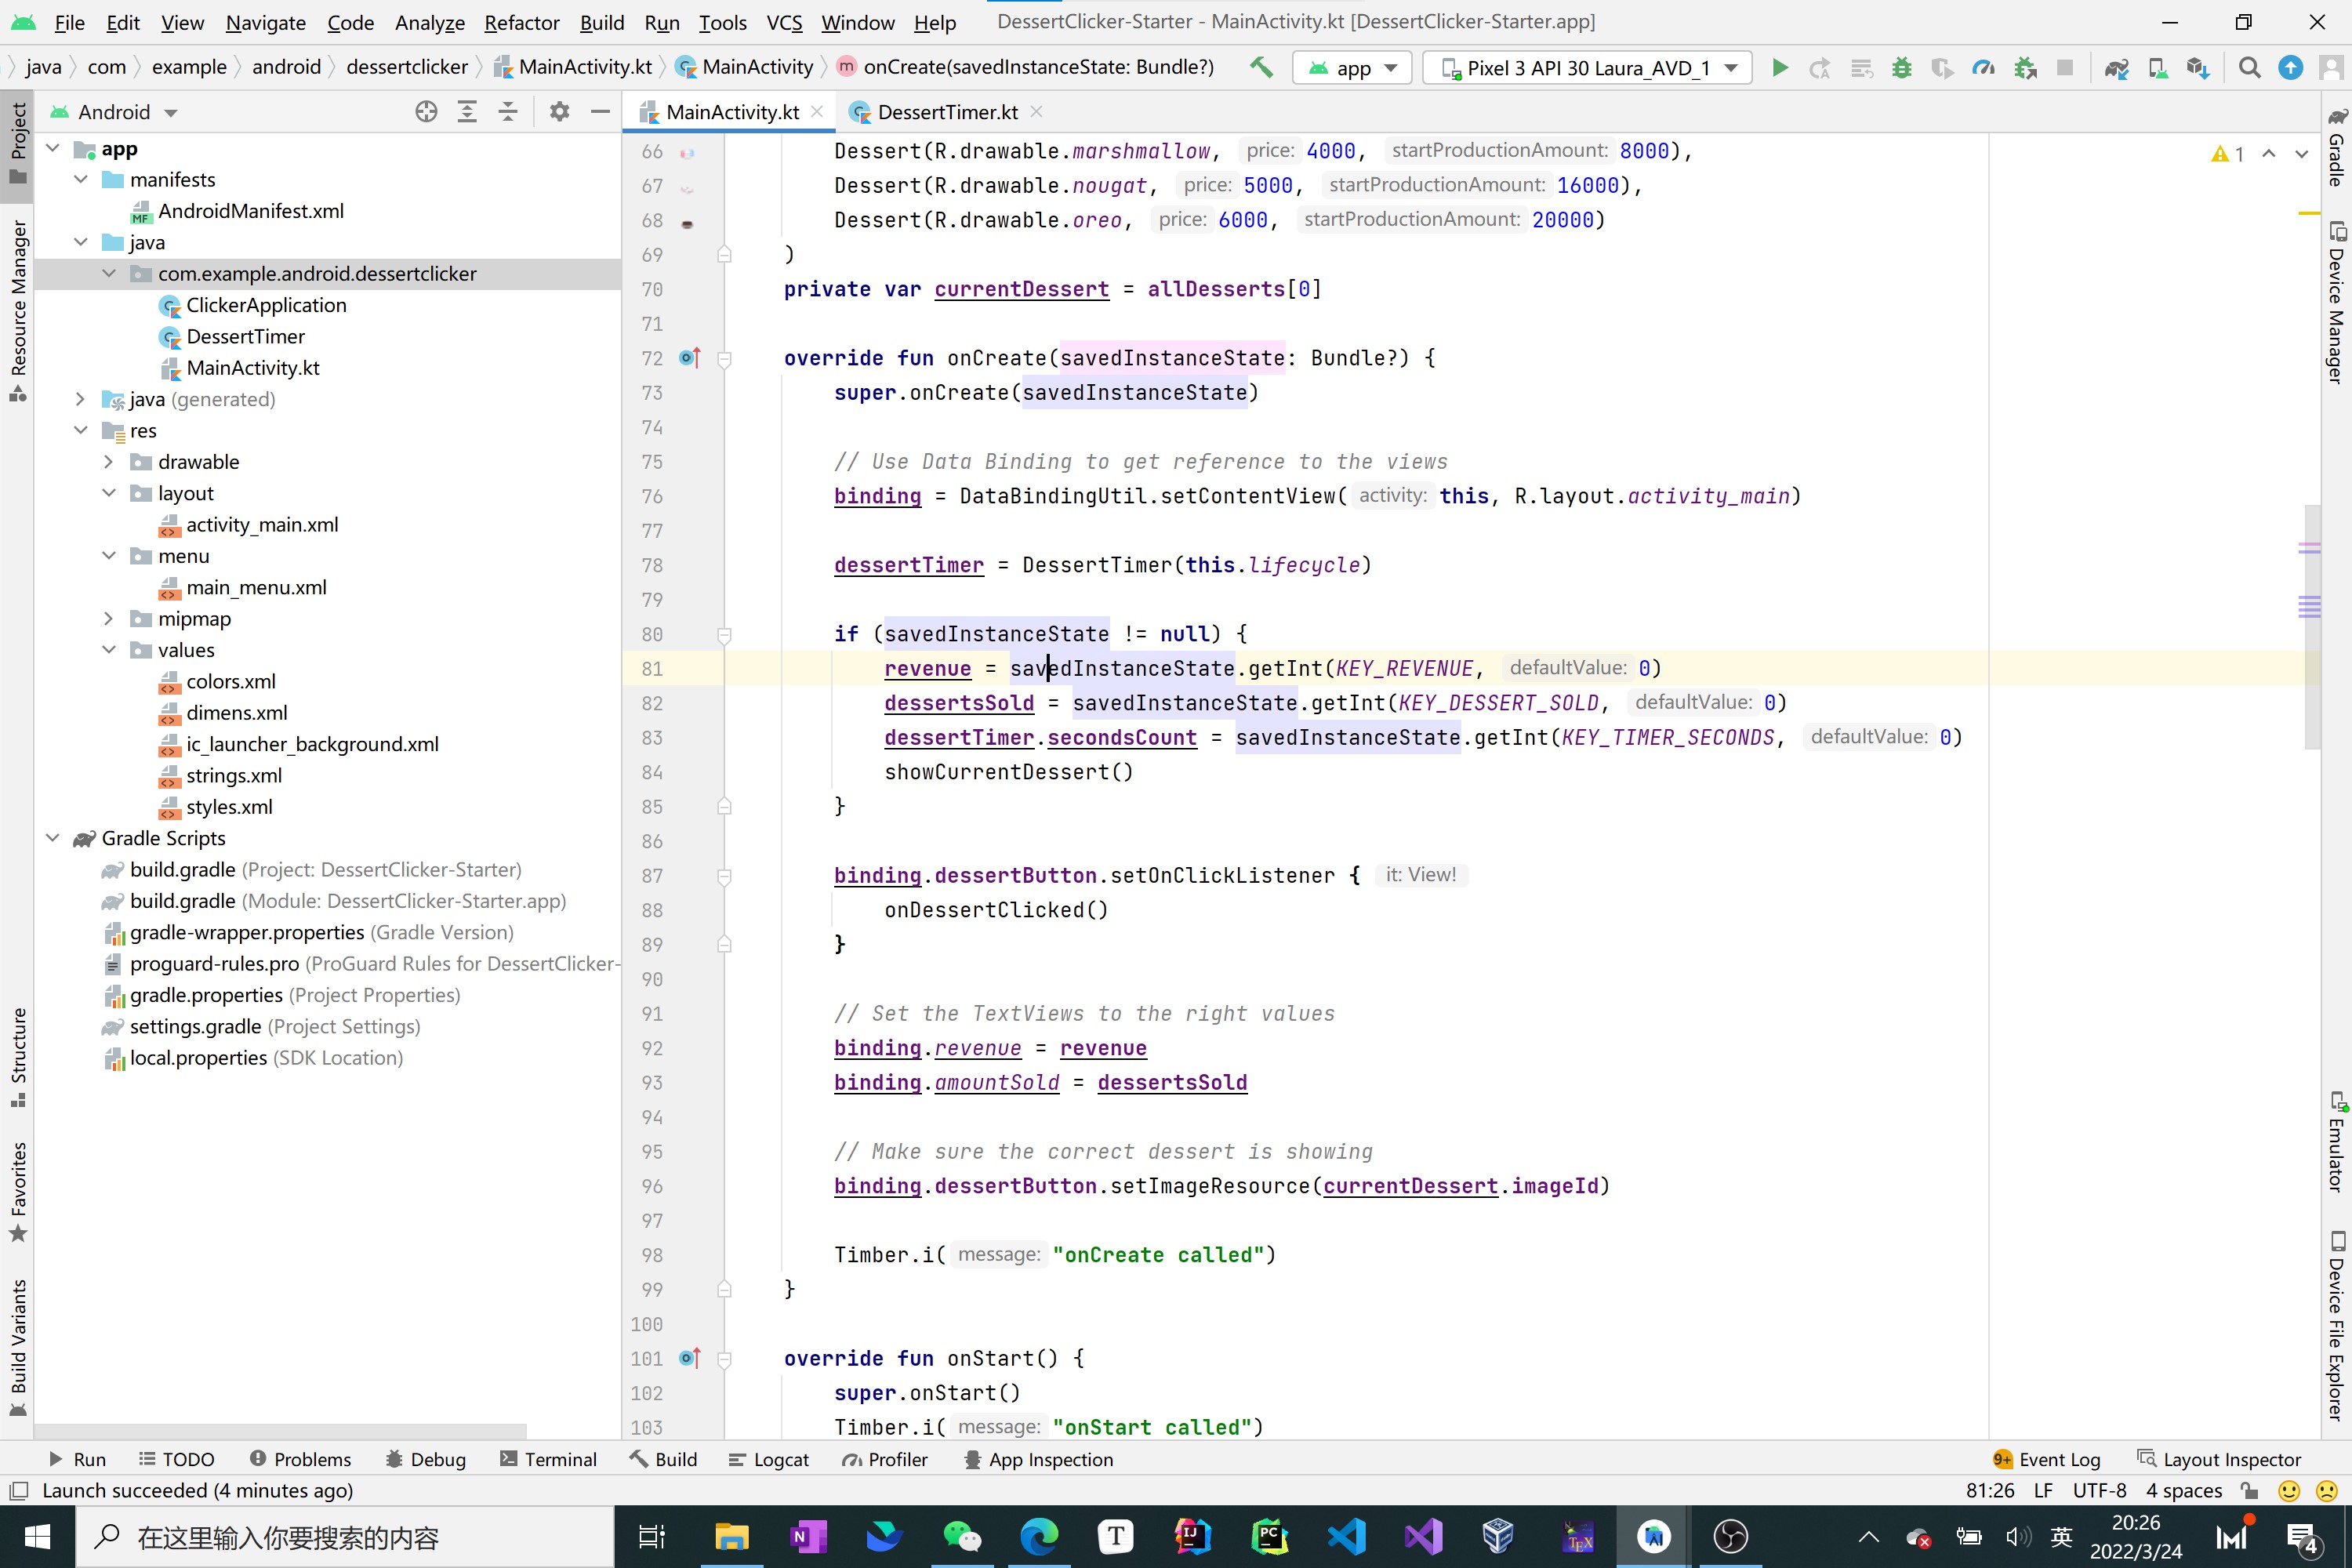 File Edit View Navigate Code Analyze Refactor Build Run Tools VCS Window Help DessertClicker-Starter - MainActivity.kt [DessertClicker-Starter.app]
java com example android dessertclicker MainActivity.kt MainActivity onCreate(savedInstanceState: Bundle?) app Pixel 3 API 30 Laura_AVD_1
Project
Resource Manager
Structure
Favorites
Build Variants
Android
app
manifests
AndroidManifest.xml
java
com.example.android.dessertclicker
ClickerApplication
DessertTimer
MainActivity.kt
java (generated)
res
drawable
layout
activity_main.xml
menu
main_menu.xml
mipmap
values
colors.xml
dimens.xml
ic_launcher_background.xml
strings.xml
styles.xml
Gradle Scripts
build.gradle (Project: DessertClicker-Starter)
build.gradle (Module: DessertClicker-Starter.app)
gradle-wrapper.properties (Gradle Version)
proguard-rules.pro (ProGuard Rules for DessertClicker-
gradle.properties (Project Properties)
settings.gradle (Project Settings)
local.properties (SDK Location)
MainActivity.kt DessertTimer.kt
1
66 Dessert(R.drawable.marshmallow, price: 4000, startProductionAmount: 8000),
67 Dessert(R.drawable.nougat, price: 5000, startProductionAmount: 16000),
68 Dessert(R.drawable.oreo, price: 6000, startProductionAmount: 20000)
69 )
70 private var currentDessert = allDesserts[0]
71
72 override fun onCreate(savedInstanceState: Bundle?) {
73 super.onCreate(savedInstanceState)
74
75 // Use Data Binding to get reference to the views
76 binding = DataBindingUtil.setContentView( activity: this, R.layout.activity_main)
77
78 dessertTimer = DessertTimer(this.lifecycle)
79
80 if (savedInstanceState != null) {
81 revenue = savedInstanceState.getInt(KEY_REVENUE, defaultValue: 0)
82 dessertsSold = savedInstanceState.getInt(KEY_DESSERT_SOLD, defaultValue: 0)
83 dessertTimer.secondsCount = savedInstanceState.getInt(KEY_TIMER_SECONDS, defaultValue: 0)
84 showCurrentDessert()
85 }
86
87 binding.dessertButton.setOnClickListener { it: View!
88 onDessertClicked()
89 }
90
91 // Set the TextViews to the right values
92 binding.revenue = revenue
93 binding.amountSold = dessertsSold
94
95 // Make sure the correct dessert is showing
96 binding.dessertButton.setImageResource(currentDessert.imageId)
97
98 Timber.i( message: "onCreate called")
99 }
100
101 override fun onStart() {
102 super.onStart()
103 Timber.i( message: "onStart called")
Gradle
Device Manager
Emulator
Device File Explorer
Run TODO Problems Debug Terminal Build Logcat Profiler App Inspection 9+ Event Log Layout Inspector
Launch succeeded (4 minutes ago) 81:26 LF UTF-8 4 spaces
在这里输入你要搜索的内容 英 20:26
2022/3/24 4